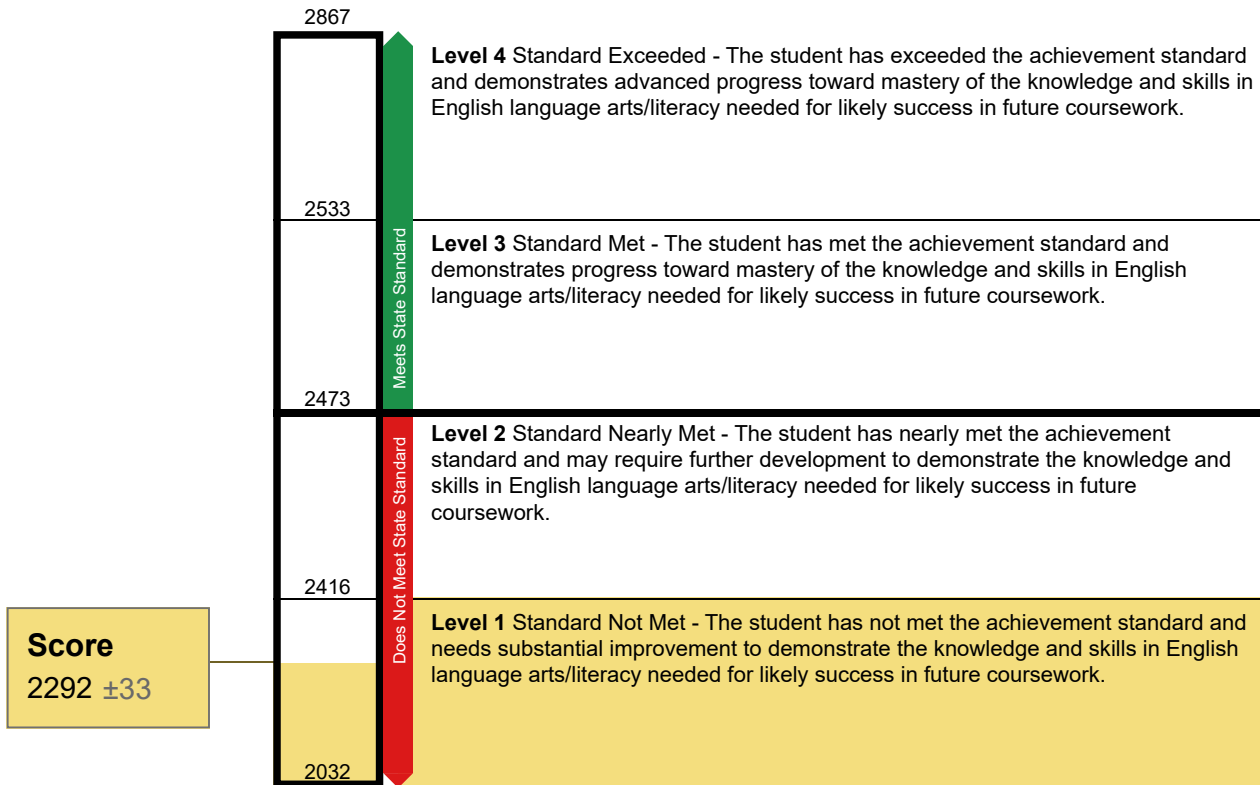 2867
Level 4 Standard Exceeded - The student has exceeded the achievement standard
and demonstrates advanced progress toward mastery of the knowledge and skills in
English language arts/literacy needed for likely success in future coursework.
2533
Level 3 Standard Met - The student has met the achievement standard and
demonstrates progress toward mastery of the knowledge and skills in English
language arts/literacy needed for likely success in future coursework.
Meets State Standard
2473
Level 2 Standard Nearly Met - The student has nearly met the achievement
standard and may require further development to demonstrate the knowledge and
skills in English language arts/literacy needed for likely success in future
coursework.
Does Not Meet State Standard
2416
Level 1 Standard Not Met - The student has not met the achievement standard and
needs substantial improvement to demonstrate the knowledge and skills in English
language arts/literacy needed for likely success in future coursework.
Score
2292 ±33
2032